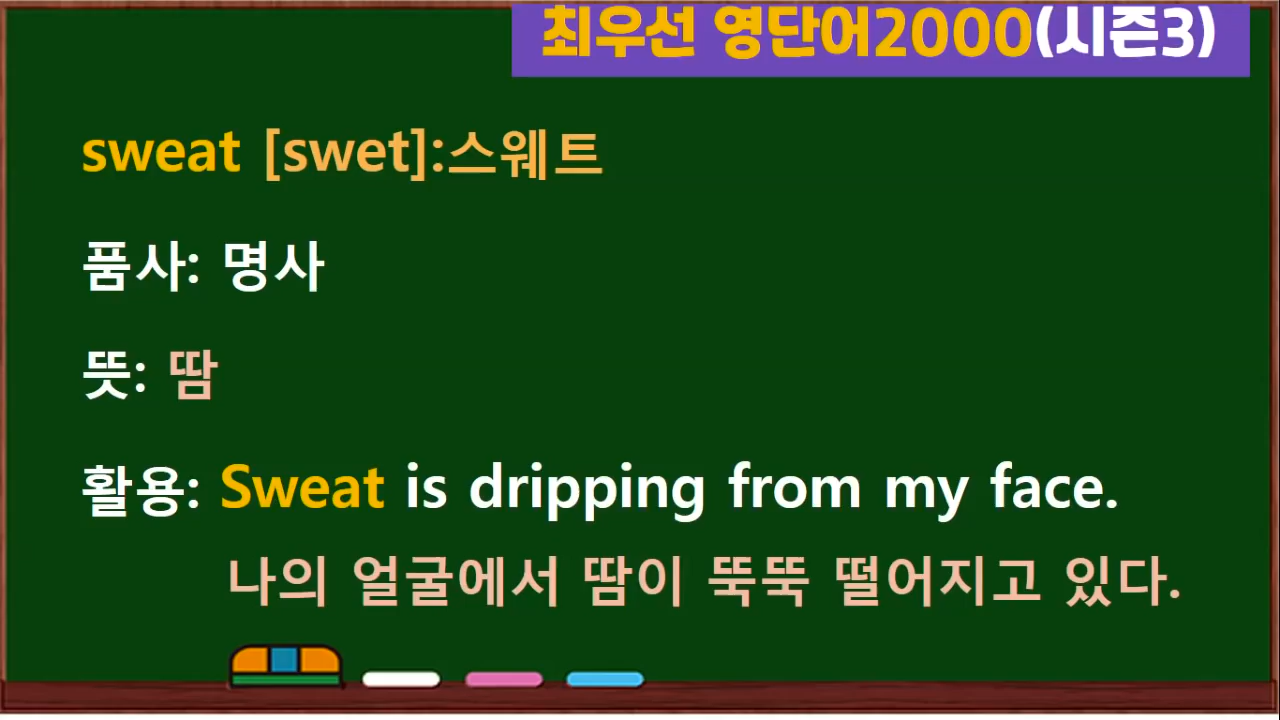 최우선 영단어2000(시즌3)
sweat [swet]:스웨트
품사: 명사
뜻: 땀
활용: Sweat is dripping from my face.
나의 얼굴에서 땀이 뚝뚝 떨어지고 있다.